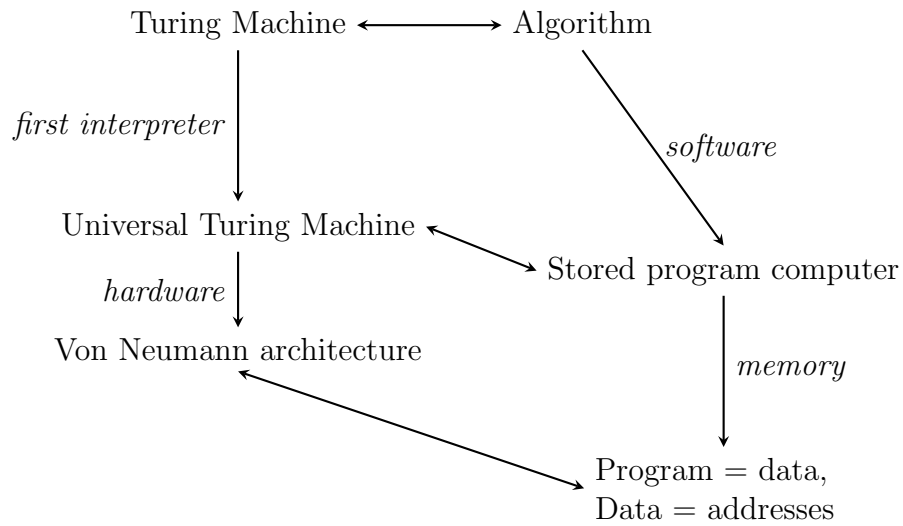 Turing Machine
Algorithm
first interpreter
software
Universal Turing Machine
Stored program computer
hardware
Von Neumann architecture
memory
Program = data,
Data = addresses